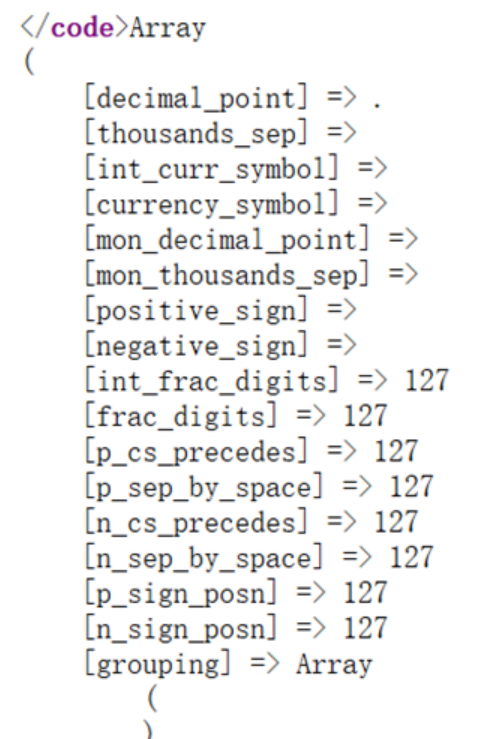 </code>Array
(
[decimal_point] => .
[thousands_sep] =>
[int_curr_symbol] =>
[currency_symbol] =>
[mon_decimal_point] =>
[mon_thousands_sep] =>
[positive_sign] =>
[negative_sign] =>
[int_frac_digits] => 127
[frac_digits] => 127
[p_cs_precedes] => 127
[p_sep_by_space] => 127
[n_cs_precedes] => 127
[n_sep_by_space] => 127
[p_sign_posn] => 127
[n_sign_posn] => 127
[grouping] => Array
(
)